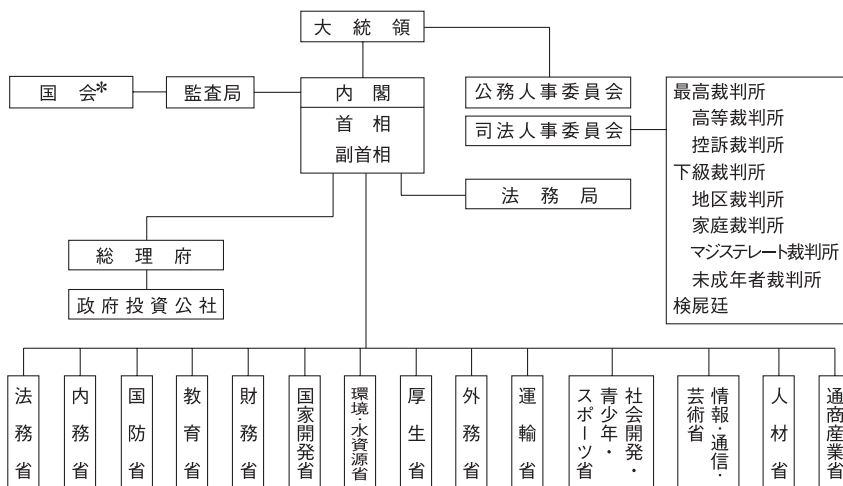 大統領
国会*
監査局
内閣
首相
副首相
公務人事委員会
司法人事委員会
法務局
最高裁判所
高等裁判所
控訴裁判所
下級裁判所
地区裁判所
家庭裁判所
マジステレート裁判所
未成年者裁判所
検屍廷
総理府
政府投資公社
法務省
内務省
国防省
教育省
財務省
国家開発省
環境・水資源省
厚生省
外務省
運輸省
社会開発・
青少年・
スポーツ省
情報・通信・
芸術省
人材省
通商産業省